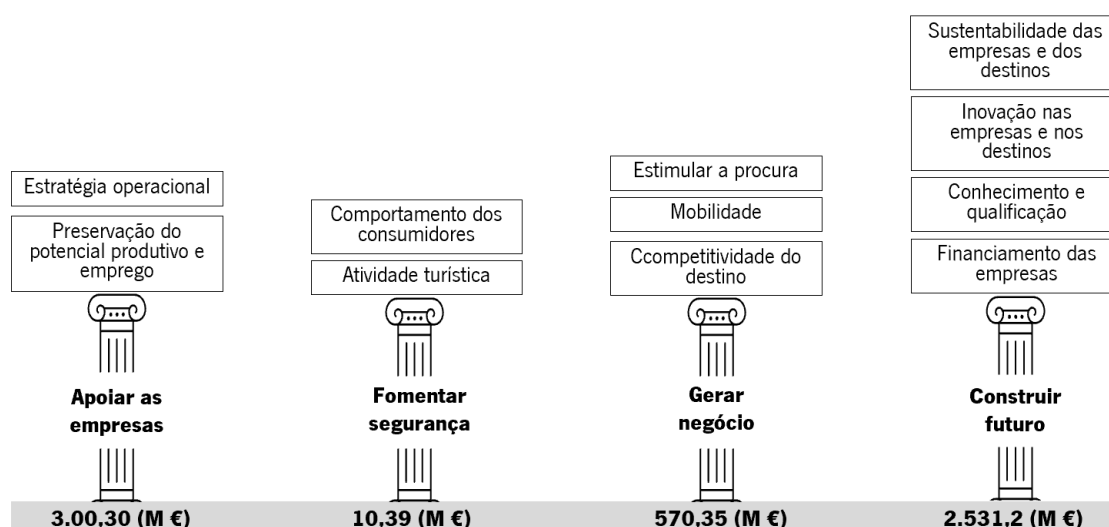 Estratégia operacional
Preservação do
potencial produtivo e
emprego
Apoiar as
empresas
3.00,30 (M €)
Comportamento dos
consumidores
Atividade turística
Fomentar
segurança
10,39 (M €)
Estimular a procura
Mobilidade
Ccompetitividade do
destino
Gerar
negócio
570,35 (M €)
Sustentabilidade das
empresas e dos
destinos
Inovação nas
empresas e nos
destinos
Conhecimento e
qualificação
Financiamento das
empresas
Construir
futuro
2.531,2 (M €)